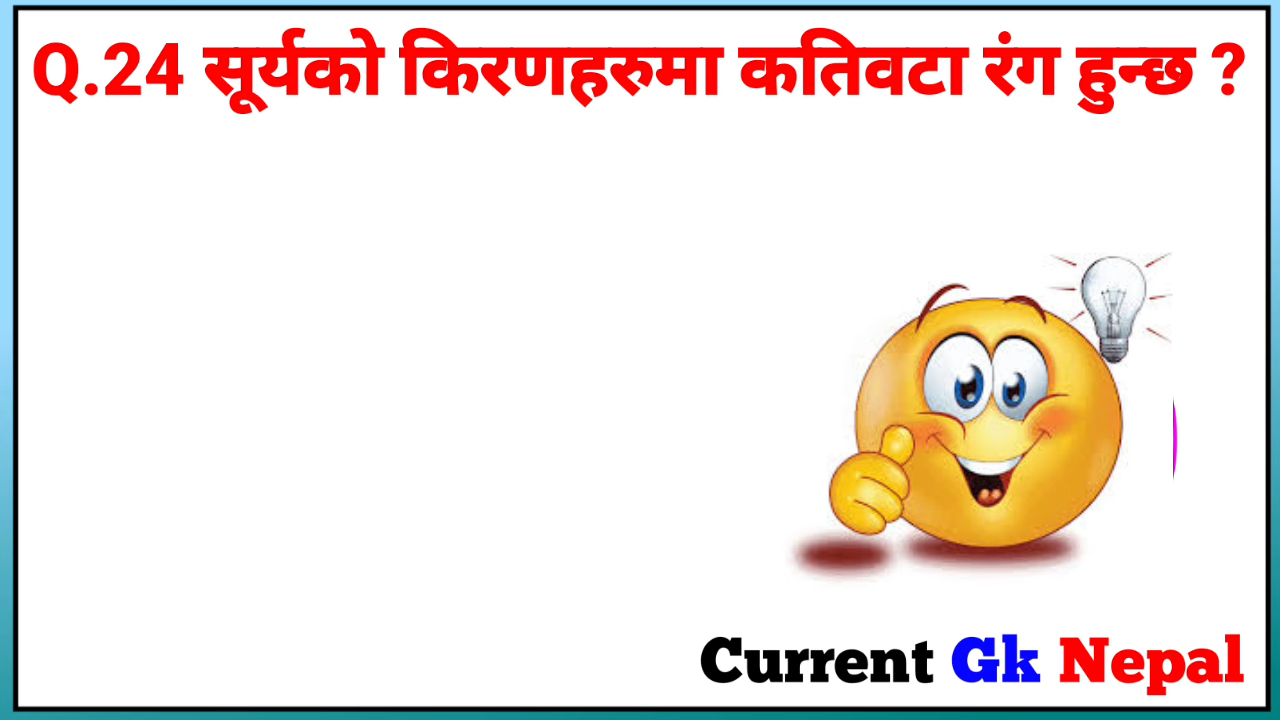 Q.24 सूर्यको किरणहरुमा कतिवटा रंग हुन्छ ?
Current Gk Nepal